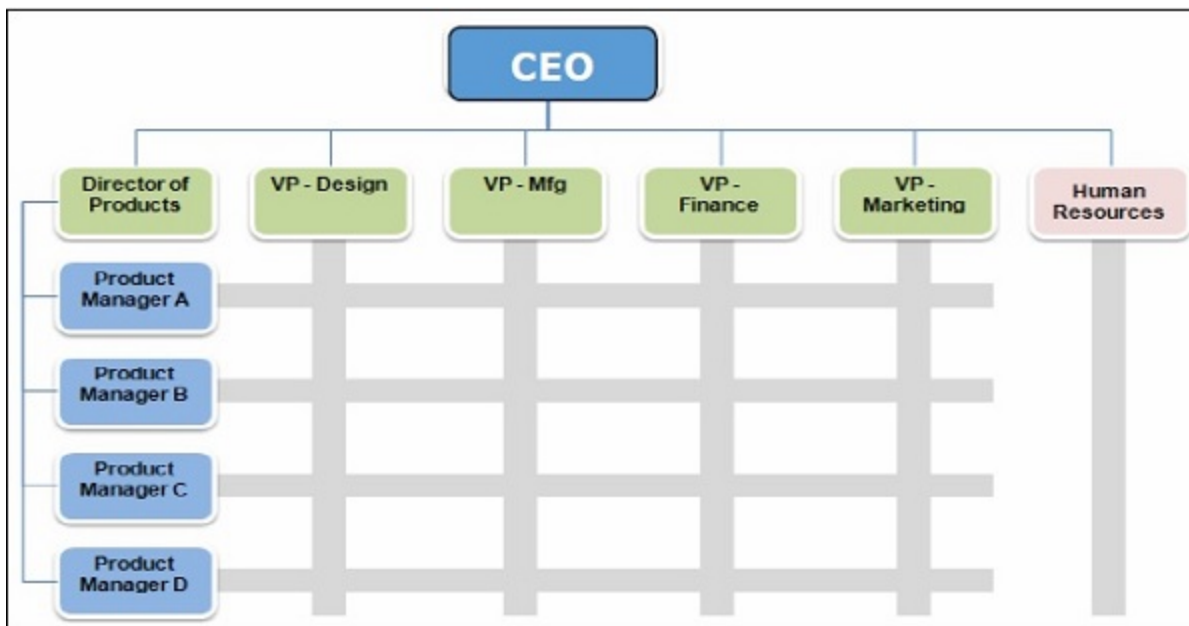 CEO
Director of
Products
VP - Design
VP - Mfg
VP -
Finance
VP -
Marketing
Human
Resources
Product
Manager A
Product
Manager B
Product
Manager C
Product
Manager D